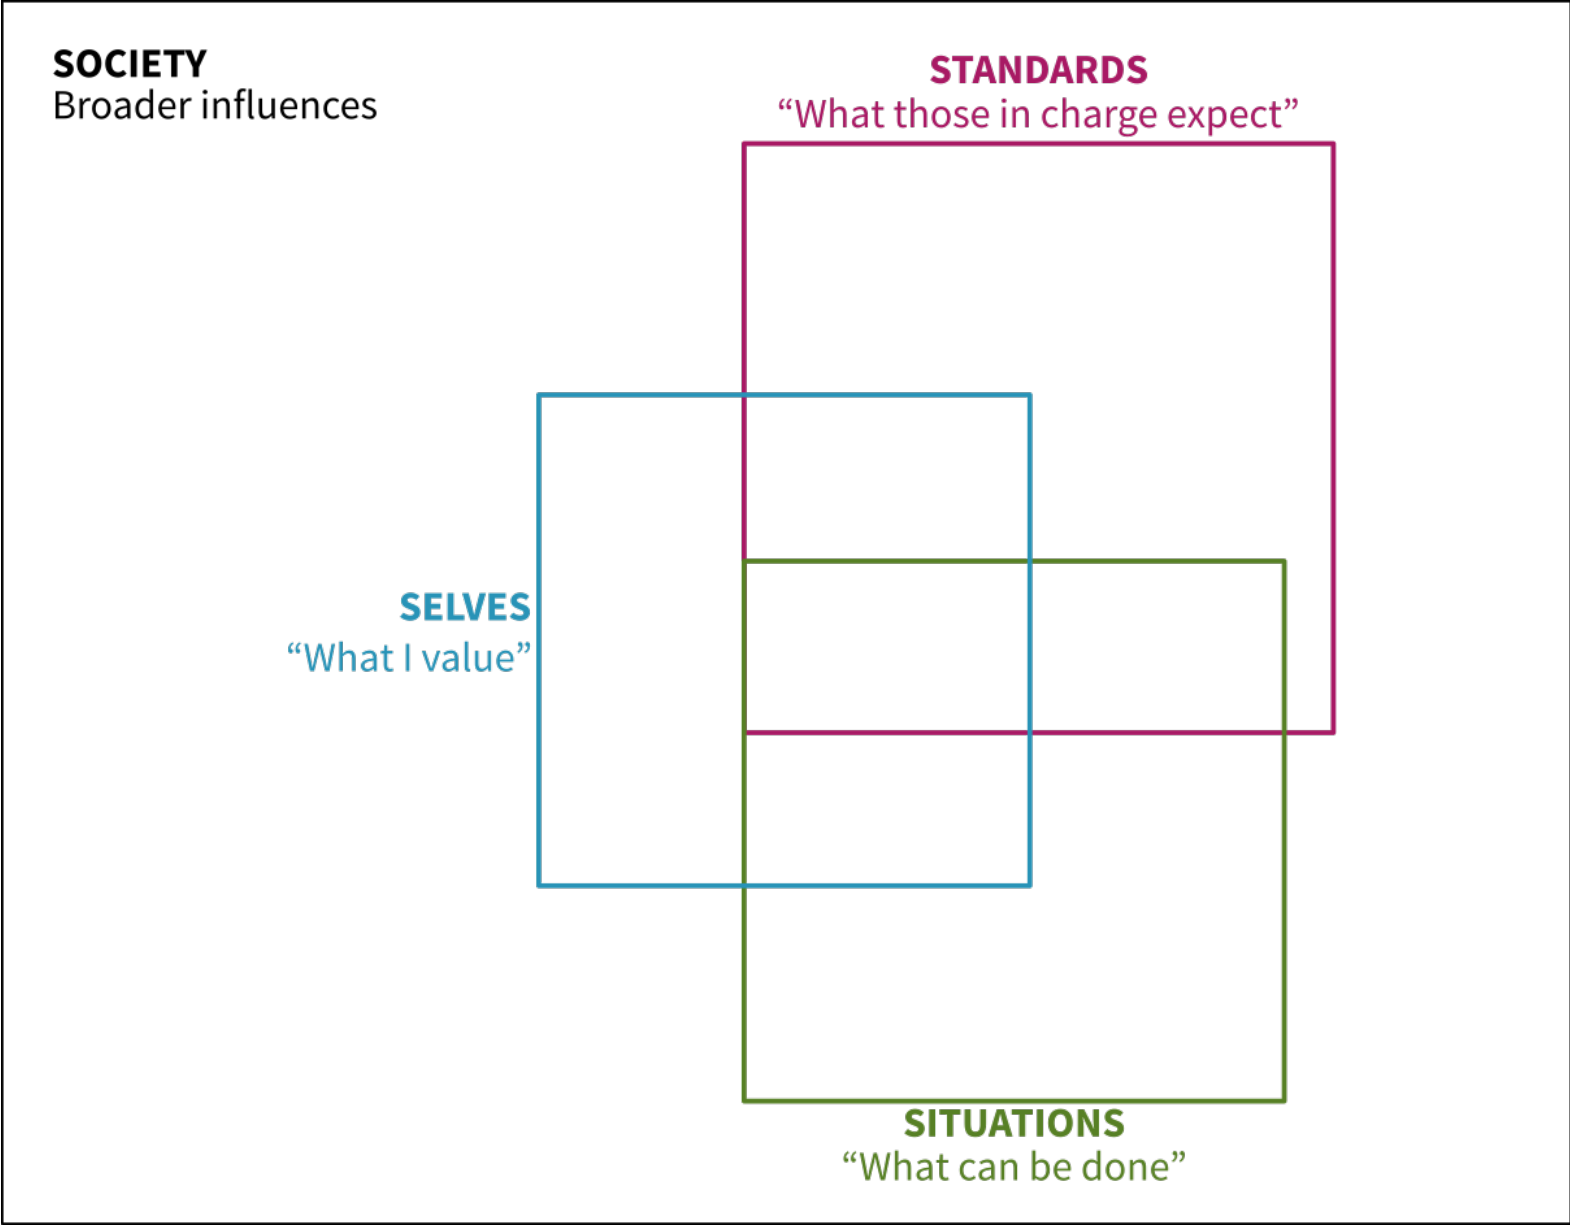 SOCIETY
Broader influences
STANDARDS
“What those in charge expect”
SELVES
“What I value”
SITUATIONS
“What can be done”